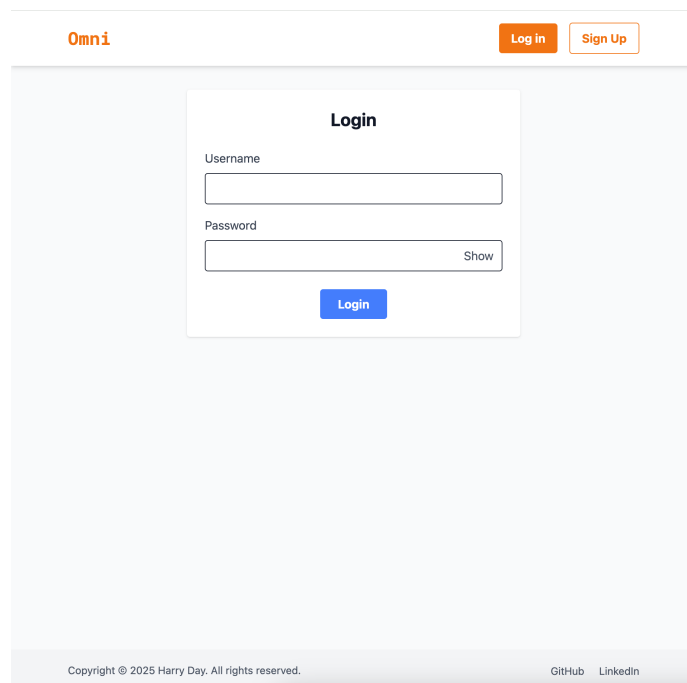 Omni
Log in
Sign Up
Login
Username
Password
Show
Login
Copyright © 2025 Harry Day. All rights reserved.
GitHub
LinkedIn